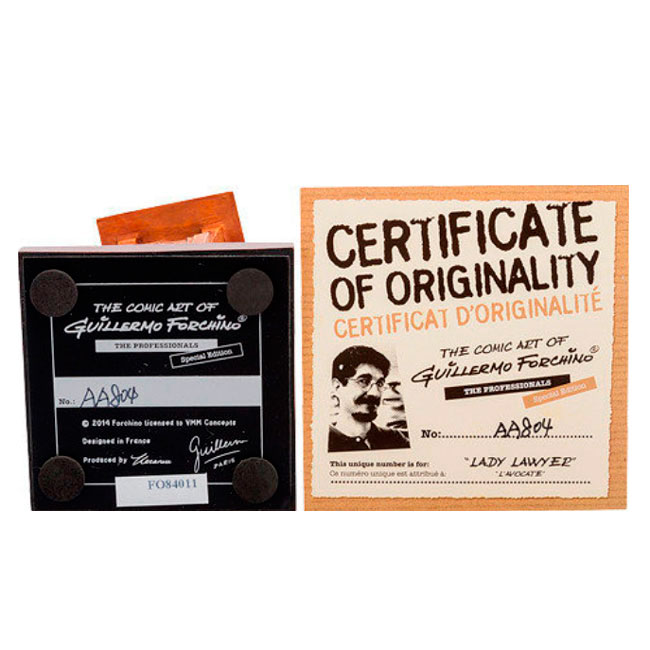 THE COMIC ART OF
GUILLERMO FORCHINO®
THE PROFESSIONALS
Special Edition
No.: AA804
© 2014 Forchino licensed to VMM Concepts
Designed in France
Produced by
Guillermo
PARIS
FO84011
CERTIFICATE
OF ORIGINALITY
CERTIFICAT D'ORIGINALITÉ
THE COMIC ART OF
GUILLERMO FORCHINO®
THE PROFESSIONALS
Special Edition
No: AA804
This unique number is for: "LADY LAWYER"
Ce numéro unique est attribué à: "L'AVOCATE"